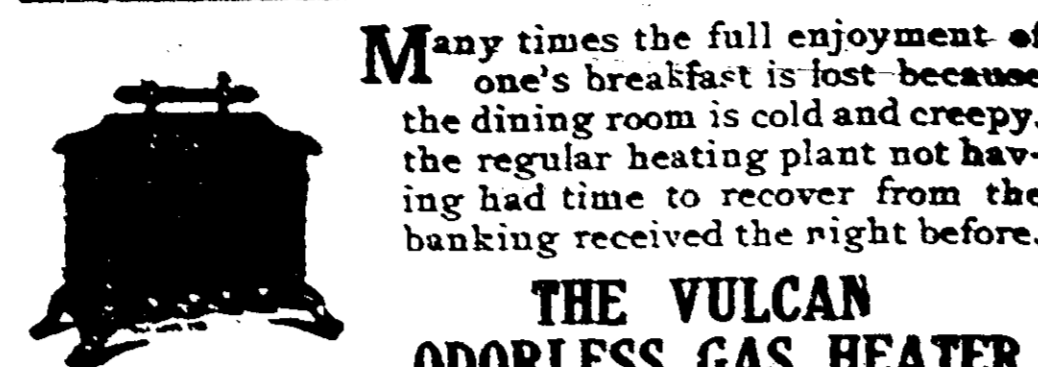 Many times the full enjoyment of
one's breakfast is lost because
the dining room is cold and creepy,
the regular heating plant not hav-
ing had time to recover from the
banking received the night before.
THE VULCAN
ODORLESS GAS HEATER